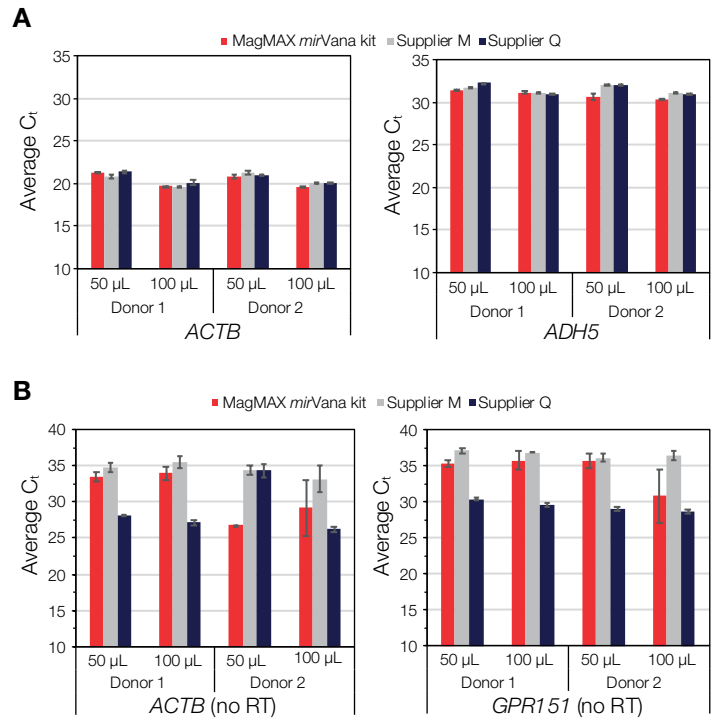 A
MagMAX mirVana kit Supplier M Supplier Q
Average Ct
35
30
25
20
15
10
50 µL 100 µL 50 µL 100 µL
Donor 1 Donor 2
ACTB
Average Ct
35
30
25
20
15
10
50 µL 100 µL 50 µL 100 µL
Donor 1 Donor 2
ADH5
B
MagMAX mirVana kit Supplier M Supplier Q
Average Ct
40
35
30
25
20
15
10
50 µL 100 µL 50 µL 100 µL
Donor 1 Donor 2
ACTB (no RT)
Average Ct
40
35
30
25
20
15
10
50 µL 100 µL 50 µL 100 µL
Donor 1 Donor 2
GPR151 (no RT)